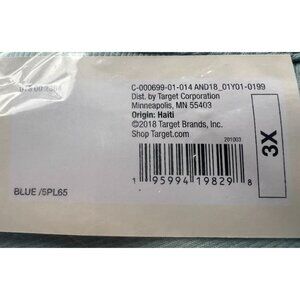 C-000699-01-014 AND18_01Y01-0199
Dist. by Target Corporation
Minneapolis, MN 55403
Origin: Haiti
©2018 Target Brands, Inc.
Shop Target.com
201003
3X
1 95994 19829 8
BLUE /5PL65